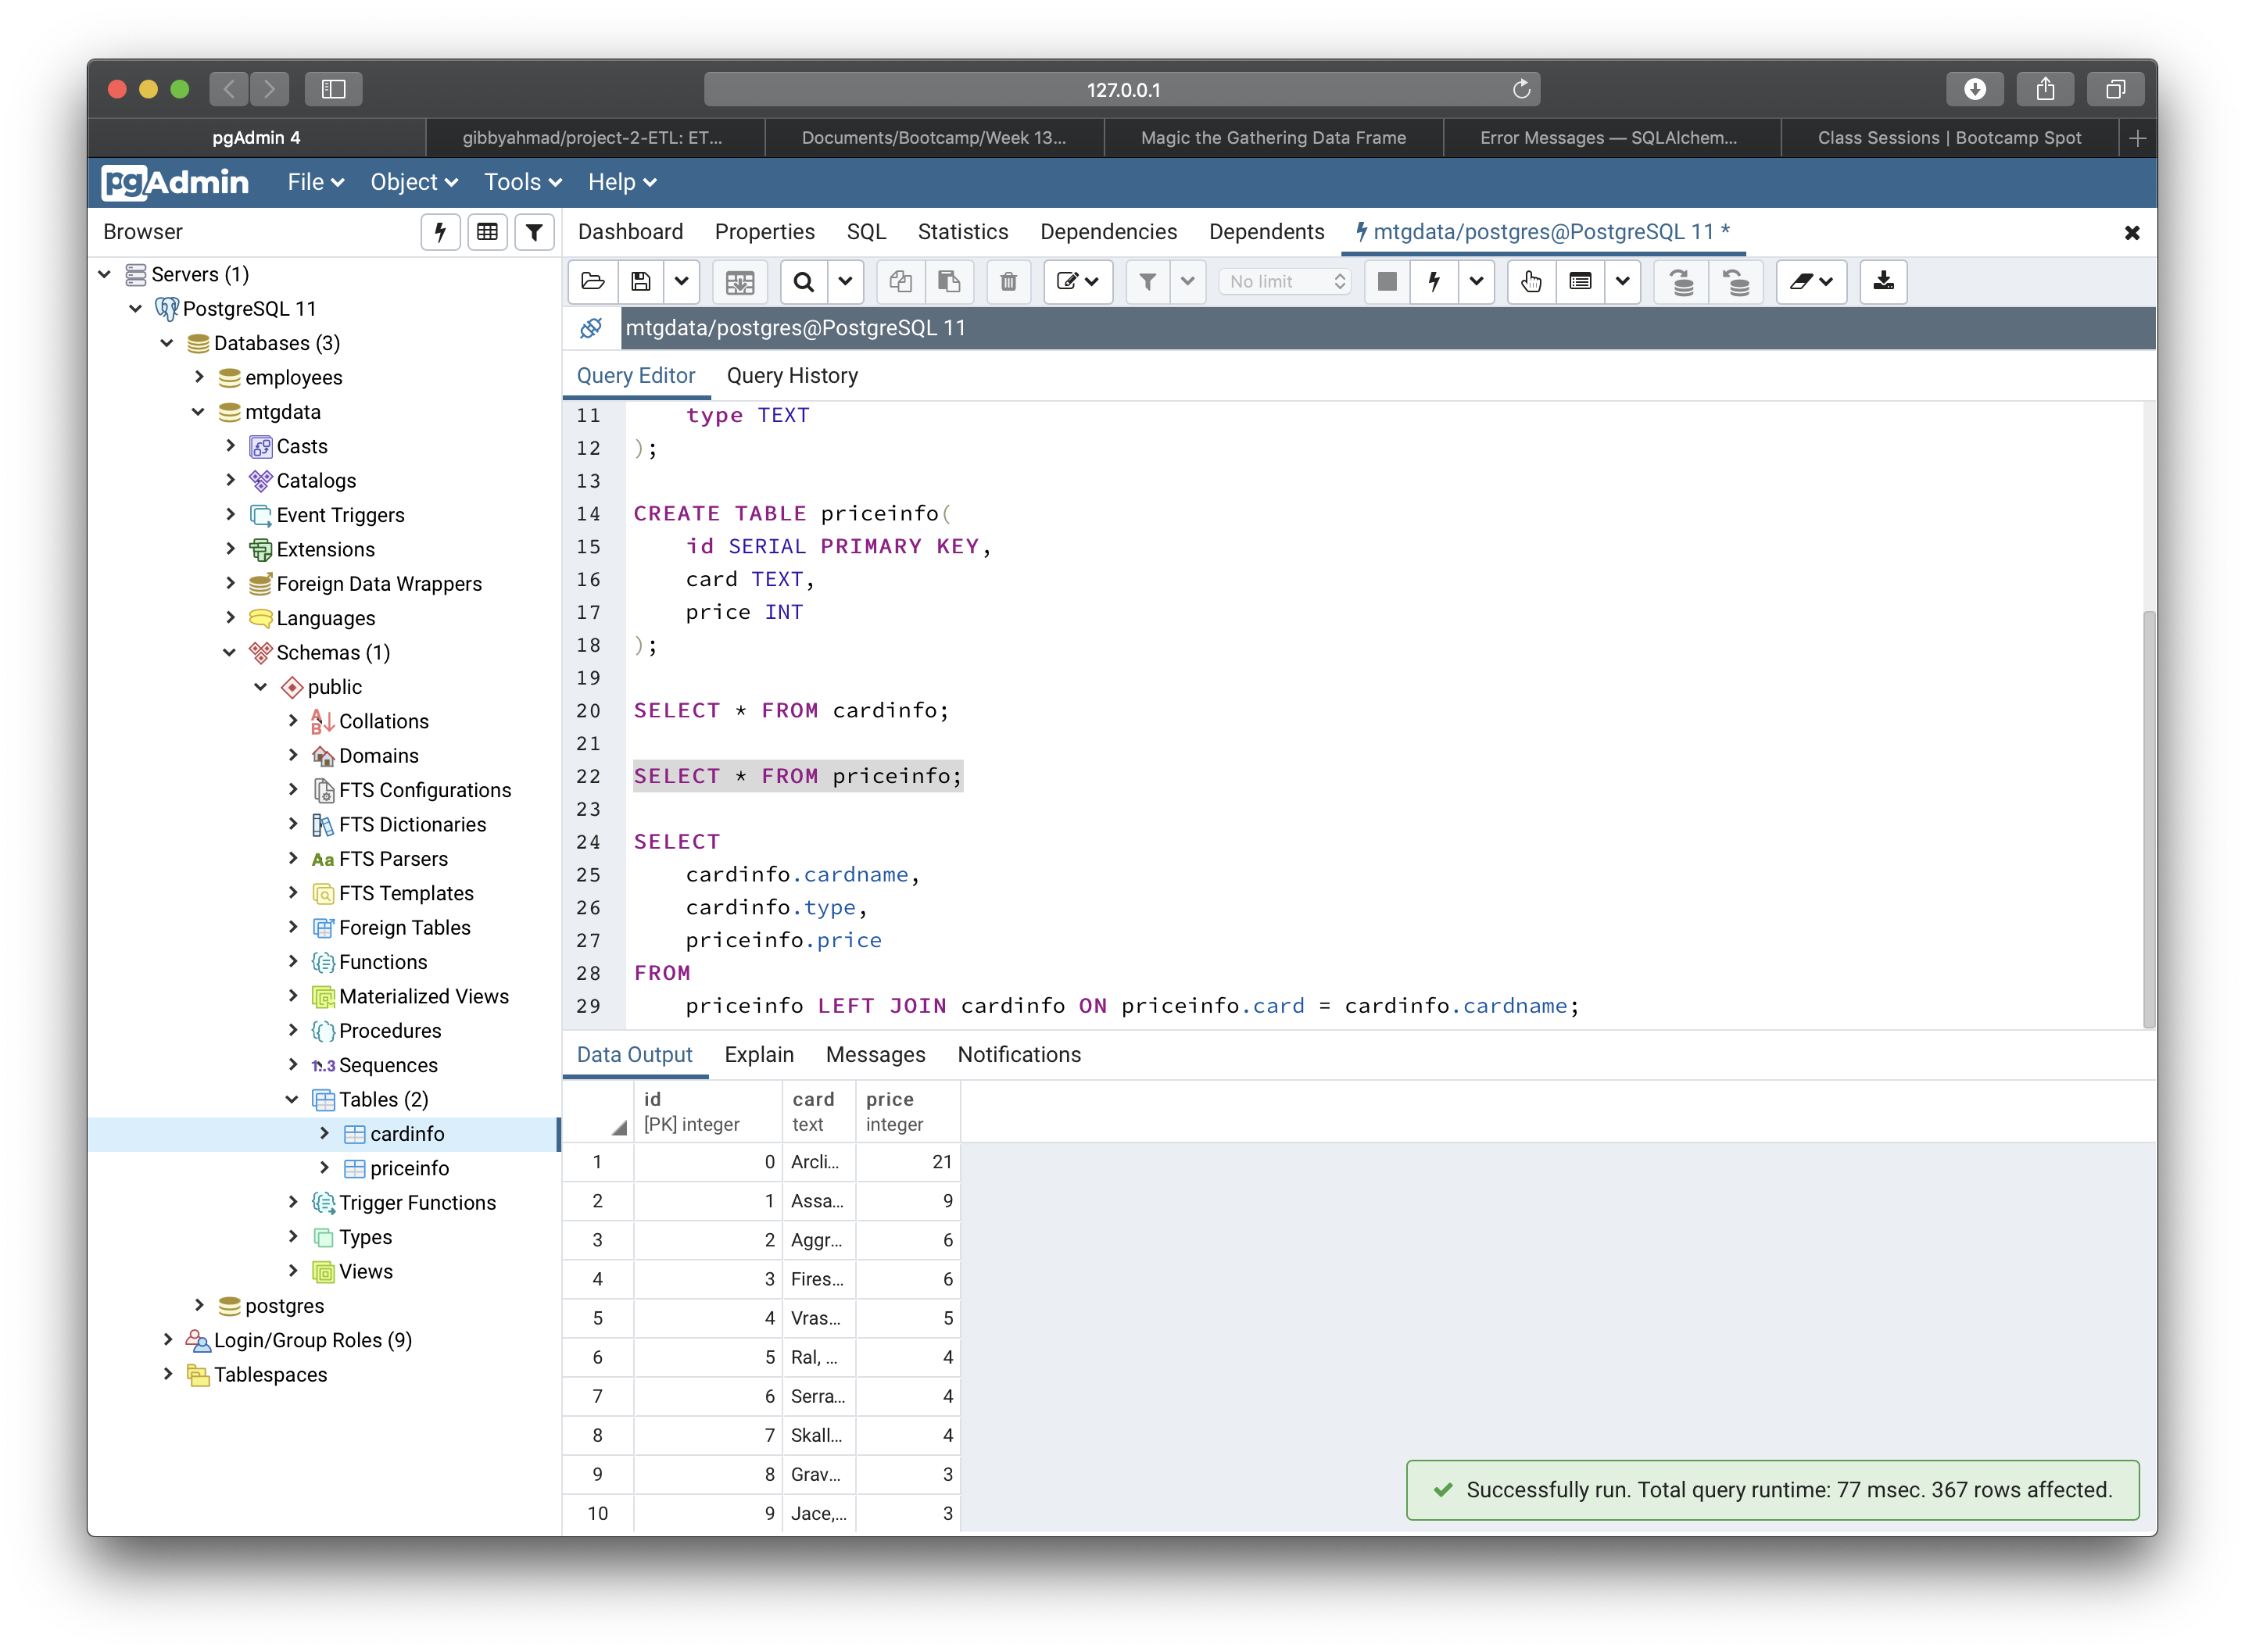 127.0.0.1
pgAdmin 4
gibbyahmad/project-2-ETL: ET...
Documents/Bootcamp/Week 13...
Magic the Gathering Data Frame
Error Messages — SQLAlchem...
Class Sessions | Bootcamp Spot
pgAdmin File Object Tools Help
Browser
Servers (1)
PostgreSQL 11
Databases (3)
employees
mtgdata
Casts
Catalogs
Event Triggers
Extensions
Foreign Data Wrappers
Languages
Schemas (1)
public
Collations
Domains
FTS Configurations
FTS Dictionaries
Aa FTS Parsers
FTS Templates
Foreign Tables
Functions
Materialized Views
Procedures
1..3 Sequences
Tables (2)
cardinfo
priceinfo
Trigger Functions
Types
Views
postgres
Login/Group Roles (9)
Tablespaces
Dashboard Properties SQL Statistics Dependencies Dependents mtgdata/postgres@PostgreSQL 11 *
No limit
mtgdata/postgres@PostgreSQL 11
Query Editor Query History
11 type TEXT
12 );
13
14 CREATE TABLE priceinfo(
15 id SERIAL PRIMARY KEY,
16 card TEXT,
17 price INT
18 );
19
20 SELECT * FROM cardinfo;
21
22 SELECT * FROM priceinfo;
23
24 SELECT
25 cardinfo.cardname,
26 cardinfo.type,
27 priceinfo.price
28 FROM
29 priceinfo LEFT JOIN cardinfo ON priceinfo.card = cardinfo.cardname;
Data Output Explain Messages Notifications
id card price
[PK] integer text integer
1 0 Arcli... 21
2 1 Assa... 9
3 2 Aggr... 6
4 3 Fires... 6
5 4 Vras... 5
6 5 Ral, ... 4
7 6 Serra... 4
8 7 Skall... 4
9 8 Grav... 3
10 9 Jace,... 3
Successfully run. Total query runtime: 77 msec. 367 rows affected.